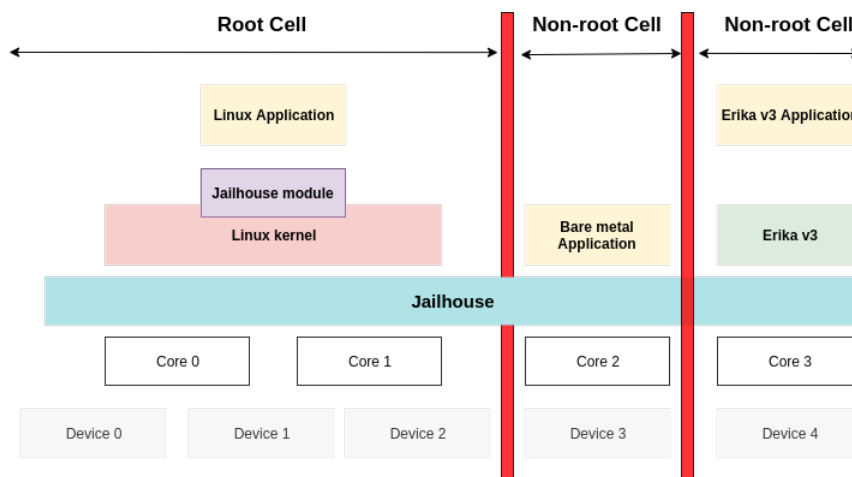 Root Cell
Non-root Cell
Non-root Cell
Linux Application
Erika v3 Application
Jailhouse module
Linux kernel
Bare metal
Application
Erika v3
Jailhouse
Core 0
Core 1
Core 2
Core 3
Device 0
Device 1
Device 2
Device 3
Device 4